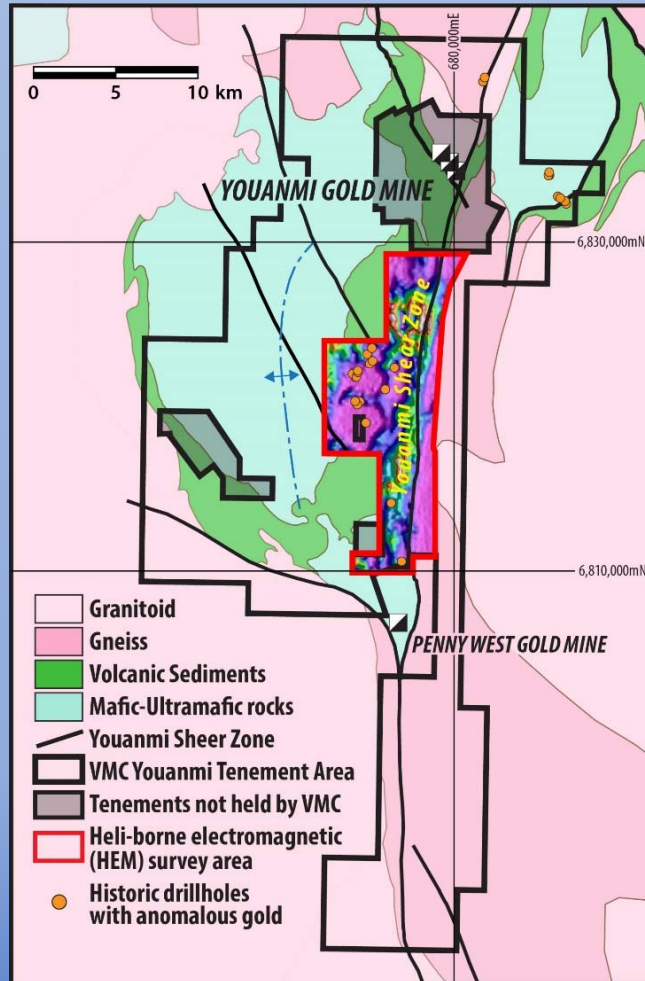 680,000mE
0 5 10 km
YOUANMI GOLD MINE
6,830,000mN
Youanmi Shear Zone
6,810,000mN
PENNY WEST GOLD MINE
Granitoid
Gneiss
Volcanic Sediments
Mafic-Ultramafic rocks
Youanmi Sheer Zone
VMC Youanmi Tenement Area
Tenements not held by VMC
Heli-borne electromagnetic
(HEM) survey area
Historic drillholes
with anomalous gold